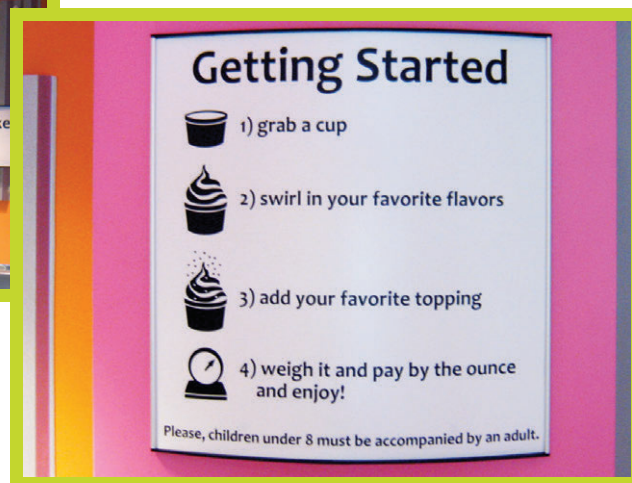 Getting Started
1) grab a cup
2) swirl in your favorite flavors
3) add your favorite topping
4) weigh it and pay by the ounce
and enjoy!
Please, children under 8 must be accompanied by an adult.